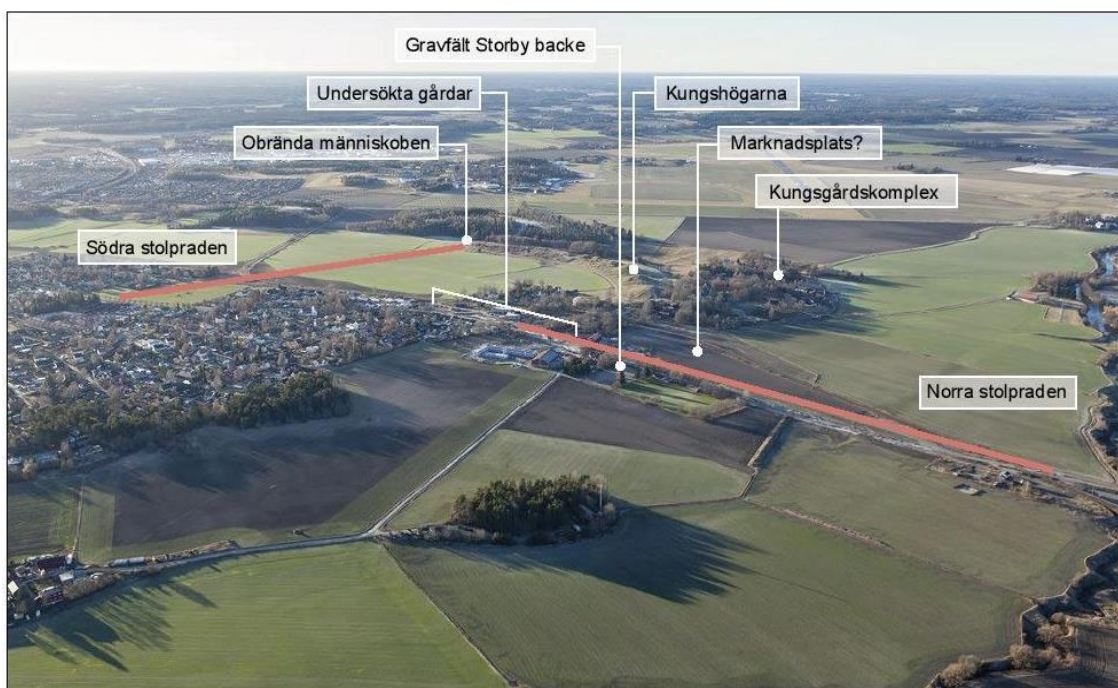 Gravfält Storby backe
Undersökta gårdar
Kungshögarna
Obrända människoben
Marknadsplats?
Kungsgårdskomplex
Södra stolpraden
Norra stolpraden